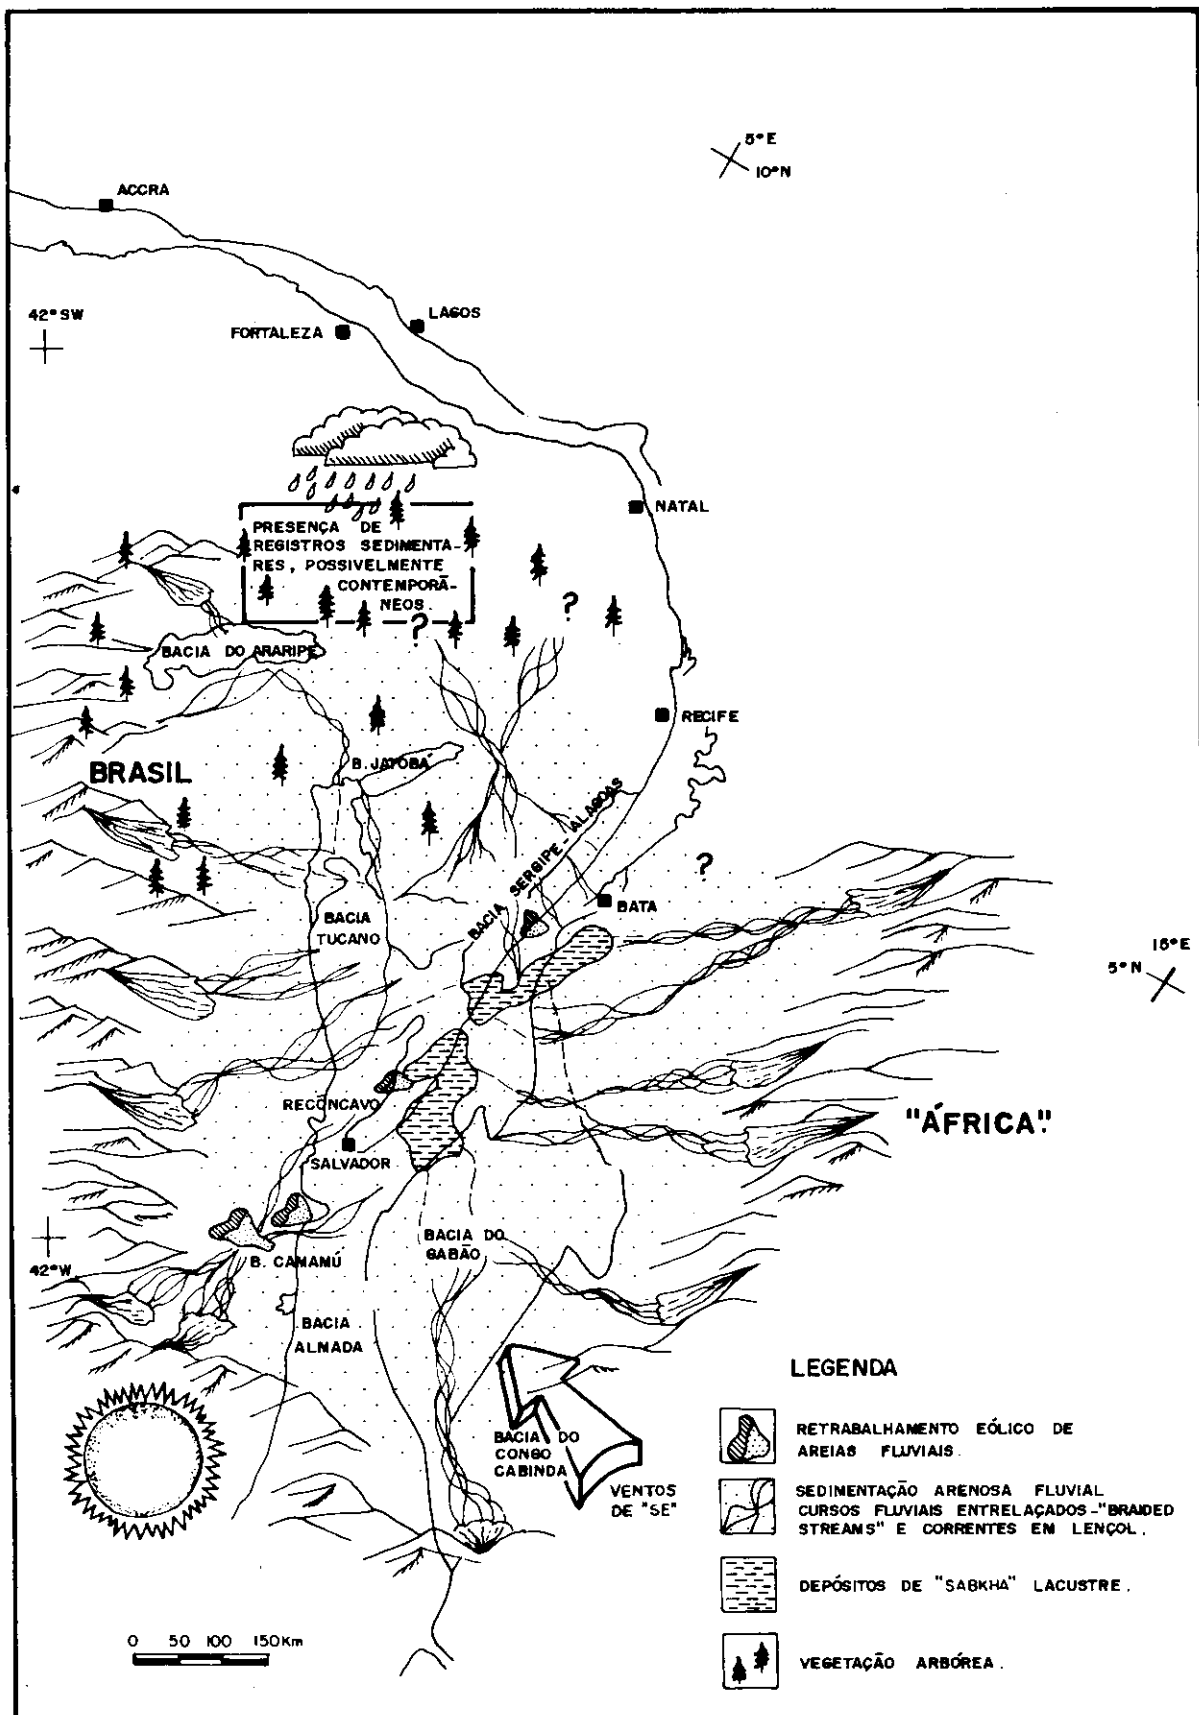 5°E
10°N
ACCRA
42°SW
LAGOS
FORTALEZA
NATAL
PRESENÇA DE
REGISTROS SEDIMENTA-
RES, POSSIVELMENTE
CONTEMPORÂ-
NEOS.
?
?
BACIA DO ARARIPE
RECIFE
BRASIL
B. JATOBÁ
BACIA SERGIPE - ALAGOAS
?
BATA
BACIA
TUCANO
15°E
5°N
RECÔNCAVO
"ÁFRICA".
SALVADOR
BACIA DO
GABÃO
42°W
B. CAMAMÚ
BACIA
ALMADA
BACIA DO
CONGO
CABINDA
VENTOS
DE "SE"
LEGENDA
RETRABALHAMENTO EÓLICO DE
AREIAS FLUVIAIS.
SEDIMENTAÇÃO ARENOSA FLUVIAL
CURSOS FLUVIAIS ENTRELAÇADOS-"BRAIDED
STREAMS" E CORRENTES EM LENÇOL.
DEPÓSITOS DE "SABKHA" LACUSTRE.
VEGETAÇÃO ARBÓREA.
0 50 100 150Km